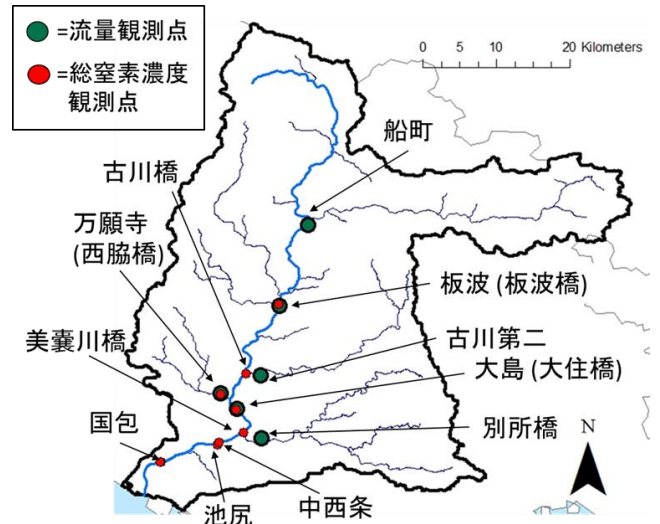 =流量観測点
=総窒素濃度
観測点
0 5 10 20 Kilometers
船町
古川橋
万願寺
(西脇橋)
板波 (板波橋)
美嚢川橋
古川第二
大島 (大住橋)
国包
別所橋
N
中西条
池尻